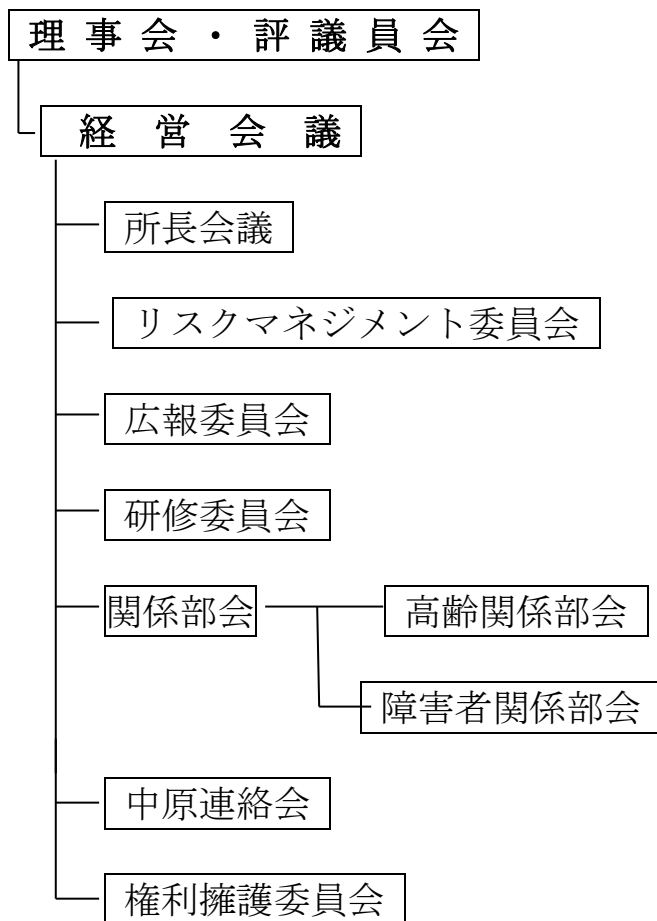 理事会・評議員会
経営会議
所長会議
リスクマネジメント委員会
広報委員会
研修委員会
関係部会
高齢関係部会
障害者関係部会
中原連絡会
権利擁護委員会